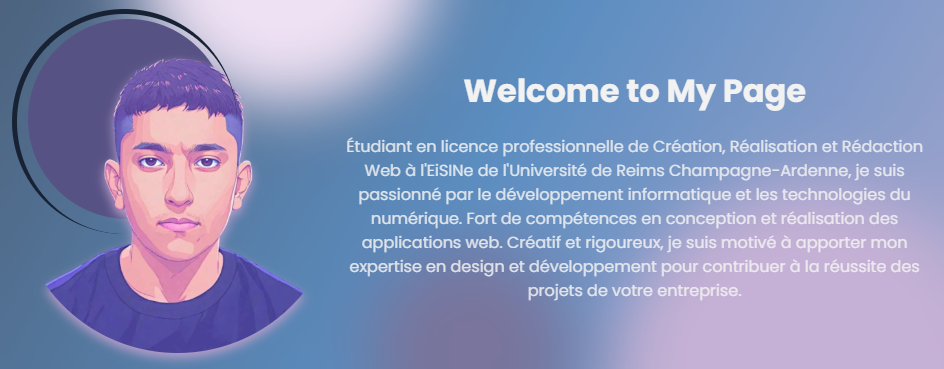 Welcome to My Page
Étudiant en licence professionnelle de Création, Réalisation et Rédaction
Web à l'EiSINe de l'Université de Reims Champagne-Ardenne, je suis
passionné par le développement informatique et les technologies du
numérique. Fort de compétences en conception et réalisation des
applications web. Créatif et rigoureux, je suis motivé à apporter mon
expertise en design et développement pour contribuer à la réussite des
projets de votre entreprise.